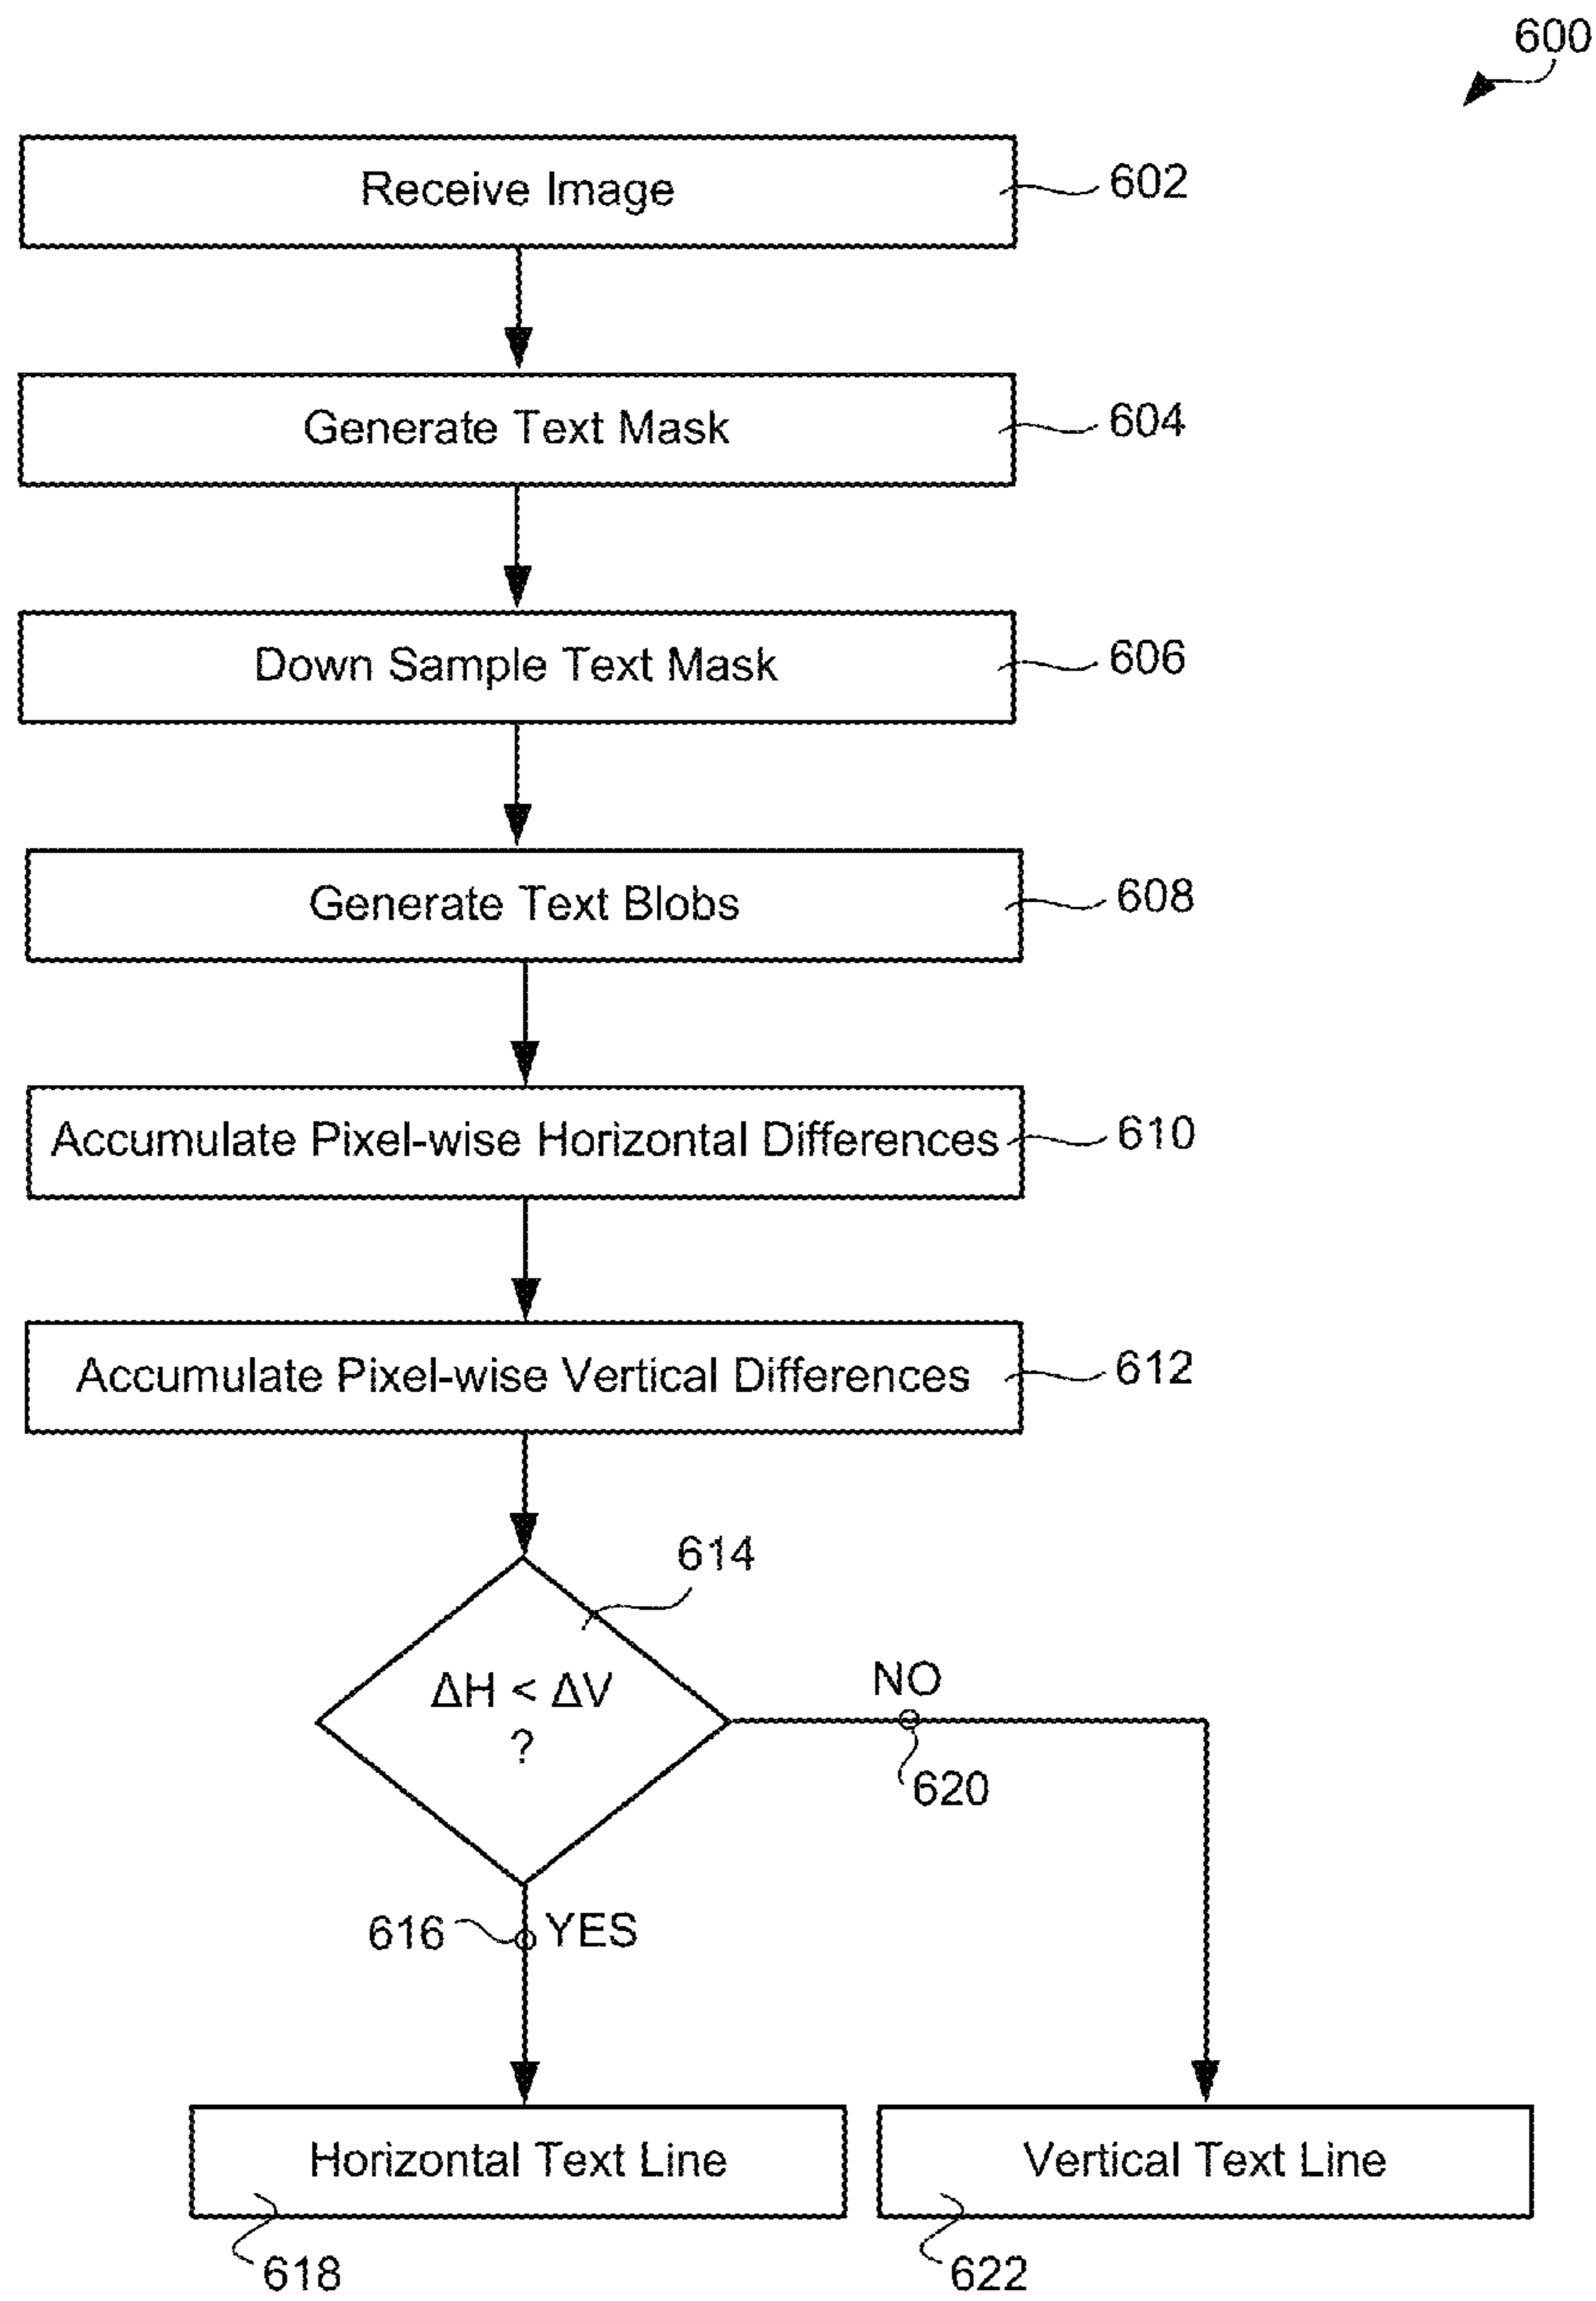 600
Receive Image
602
Generate Text Mask
604
Down Sample Text Mask
606
Generate Text Blobs
608
Accumulate Pixel-wise Horizontal Differences
610
Accumulate Pixel-wise Vertical Differences
612
614
ΔH < ΔV
?
NO
620
616
YES
Horizontal Text Line
Vertical Text Line
618
622